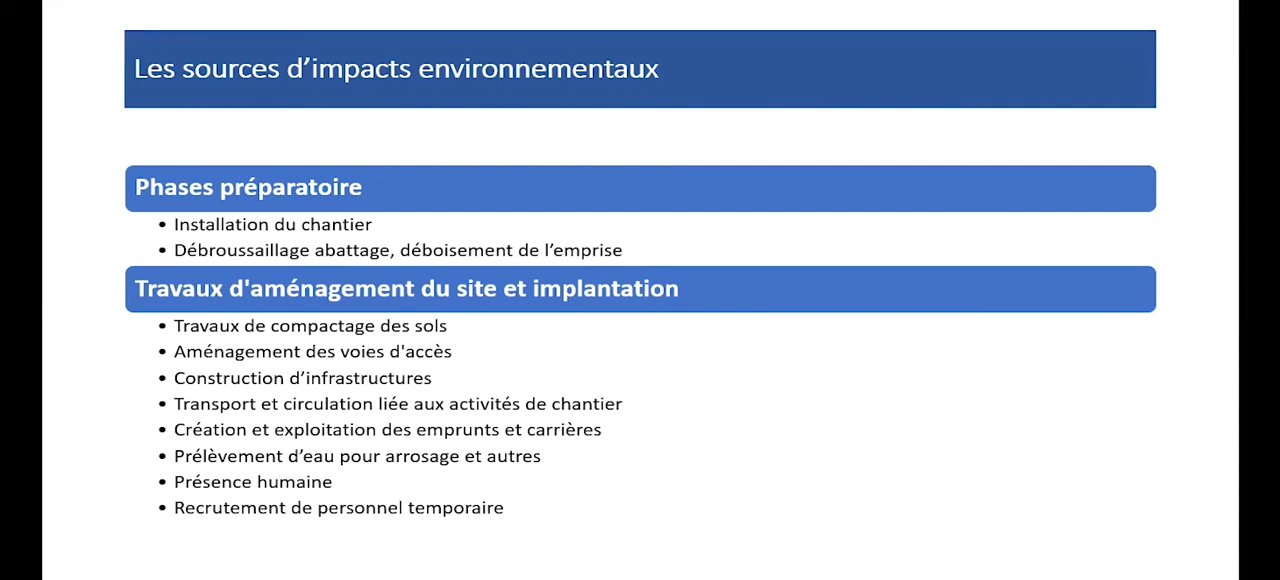 Les sources d’impacts environnementaux
Phases préparatoire
• Installation du chantier
• Débroussaillage abattage, déboisement de l’emprise
Travaux d'aménagement du site et implantation
• Travaux de compactage des sols
• Aménagement des voies d'accès
• Construction d’infrastructures
• Transport et circulation liée aux activités de chantier
• Création et exploitation des emprunts et carrières
• Prélèvement d’eau pour arrosage et autres
• Présence humaine
• Recrutement de personnel temporaire